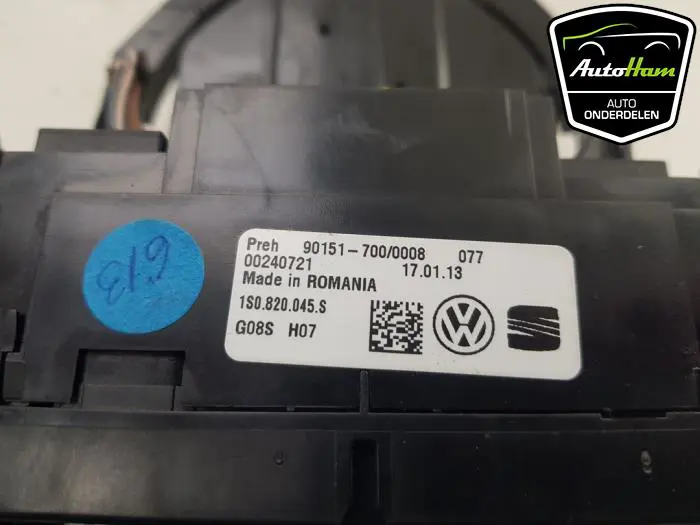 AutoHam
AUTO
ONDERDELEN
Preh 90151-700/0008 077
00240721 17.01.13
Made in ROMANIA
1S0.820.045.S
G08S H07
613